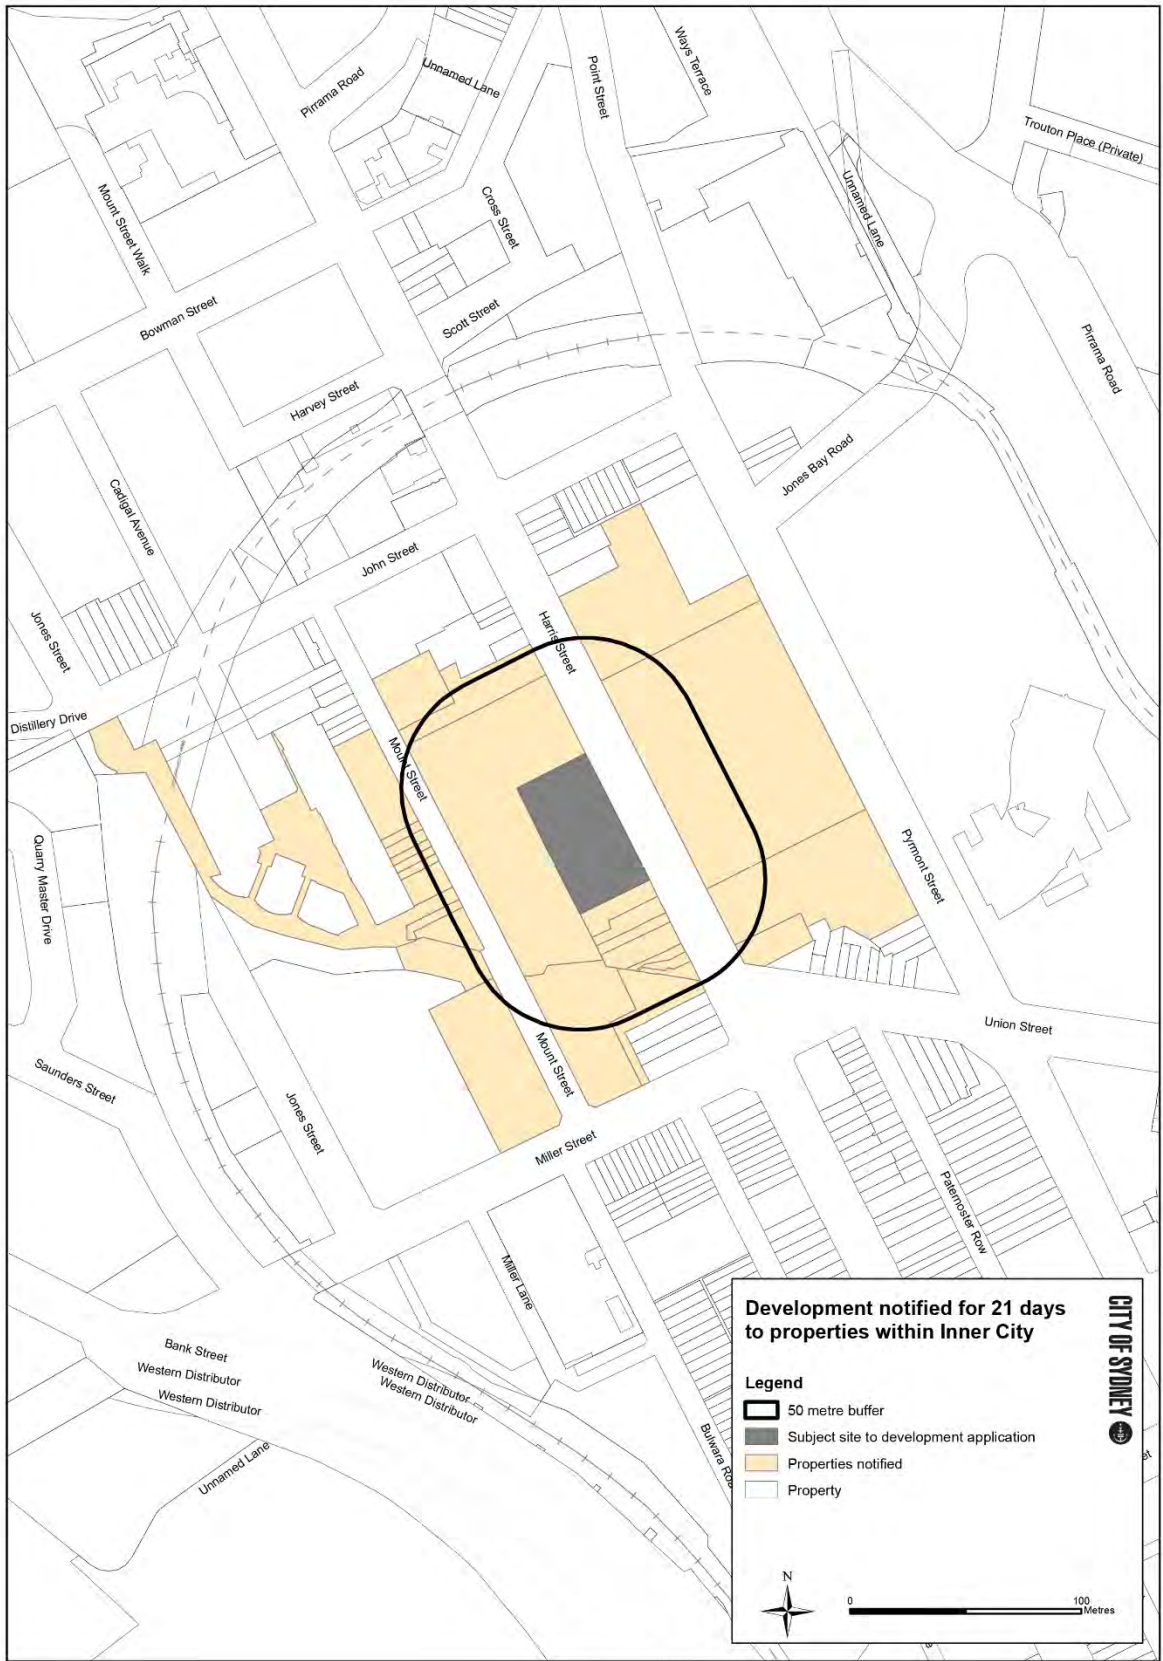 Ways Terrace
Point Street
Unnamed Lane
Pirrama Road
Trouton Place (Private)
Unnamed Lane
Mount Street Walk
Cross Street
Bowman Street
Scott Street
Pirrama Road
Harvey Street
Jones Bay Road
Cadigal Avenue
John Street
Harris Street
Jones Street
Distillery Drive
Mount Street
Quarry Master Drive
Pyrmont Street
Union Street
Mount Street
Saunders Street
Jones Street
Miller Street
Paternoster Row
Miller Lane
Bank Street
Western Distributor
Western Distributor
Western Distributor
Western Distributor
Unnamed Lane
Bulwara
Development notified for 21 days
to properties within Inner City
CITY OF SYDNEY
Legend
50 metre buffer
Subject site to development application
Properties notified
Property
N
0 100
Metres